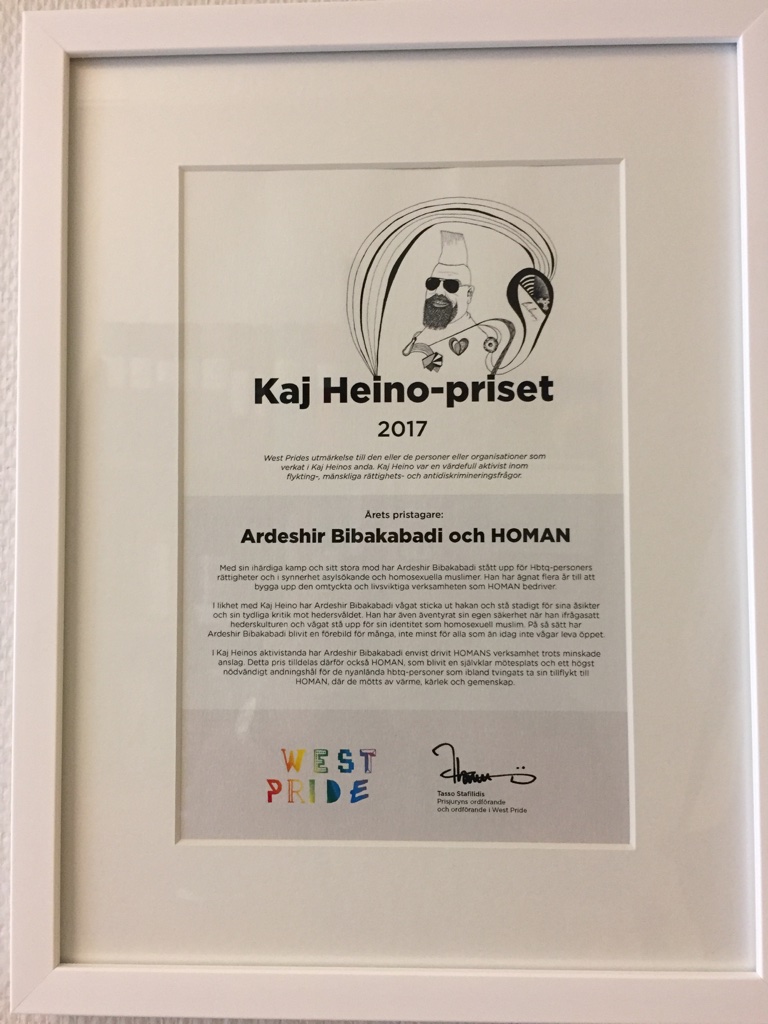 Kaj Heino-priset
2017
West Prides utmärkelse till den eller de personer eller organisationer som
verkat i Kaj Heinos anda. Kaj Heino var en värdefull aktivist inom
flykting-, mänskliga rättighets- och antidiskrimineringsfrågor.
Årets pristagare:
Ardeshir Bibakabadi och HOMAN
Med sin ihärdiga kamp och sitt stora mod har Ardeshir Bibakabadi stått upp för Hbtq-personers
rättigheter och i synnerhet asylsökande och homosexuella muslimer. Han har ägnat flera år till att
bygga upp den omtyckta och livsviktiga verksamheten som HOMAN bedriver.
I likhet med Kaj Heino har Ardeshir Bibakabadi vågat sticka ut hakan och stå stadigt för sina åsikter
och sin tydliga kritik mot hedersvåldet. Han har även äventyrat sin egen säkerhet när han ifrågasatt
hederskulturen och vågat stå upp för sin identitet som homosexuell muslim. På så sätt har
Ardeshir Bibakabadi blivit en förebild för många, inte minst för alla som än idag inte vågar leva öppet.
I Kaj Heinos aktivistanda har Ardeshir Bibakabadi envist drivit HOMANS verksamhet trots minskade
anslag. Detta pris tilldelas därför också HOMAN, som blivit en självklar mötesplats och ett högst
nödvändigt andningshål för de nyanlända hbtq-personer som ibland tvingats ta sin tillflykt till
HOMAN, där de mötts av värme, kärlek och gemenskap.
WEST
PRIDE
Tasso Stafilidis
Prisjuryns ordförande
och ordförande i West Pride